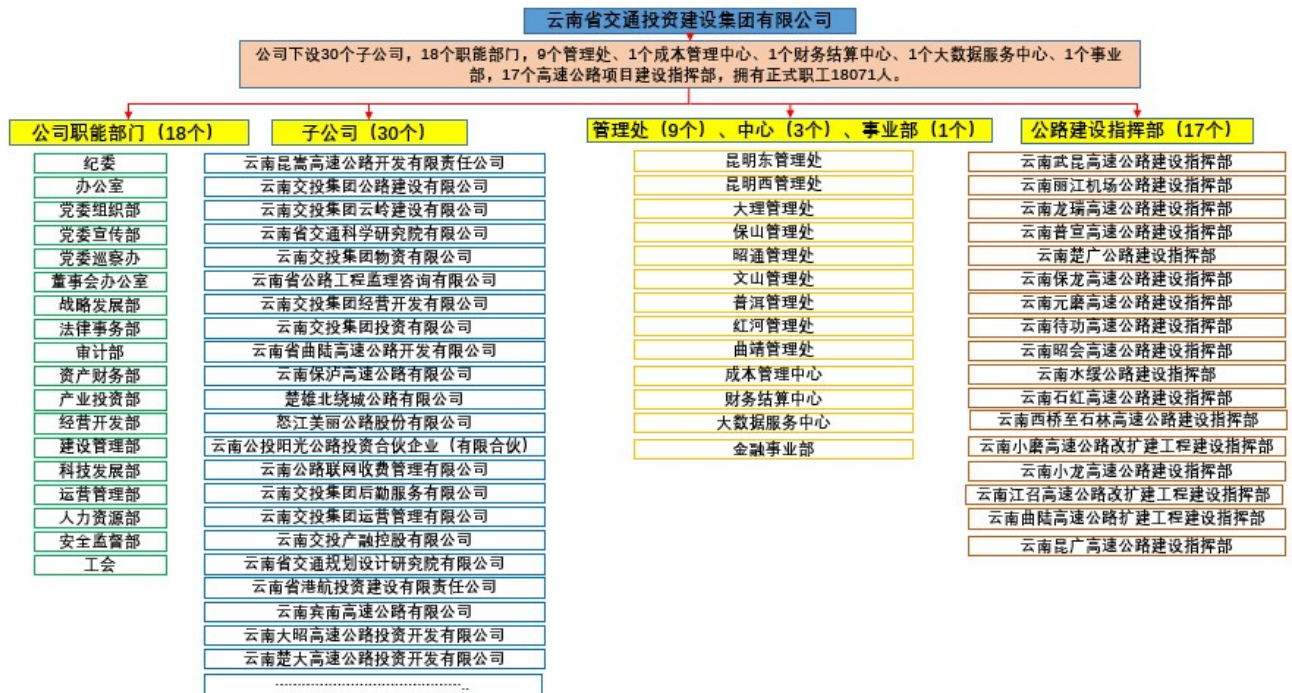 云南省交通投资建设集团有限公司
公司下设30个子公司，18个职能部门，9个管理处、1个成本管理中心、1个财务结算中心、1个大数据服务中心、1个事业
部，17个高速公路项目建设指挥部，拥有正式职工18071人。
公司职能部门（18个）
纪委
办公室
党委组织部
党委宣传部
党委巡察办
董事会办公室
战略发展部
法律事务部
审计部
资产财务部
产业投资部
经营开发部
建设管理部
科技发展部
运营管理部
人力资源部
安全监督部
工会
子公司（30个）
云南昆嵩高速公路开发有限责任公司
云南交投集团公路建设有限公司
云南交投集团云岭建设有限公司
云南省交通科学研究院有限公司
云南交投集团物资有限公司
云南省公路工程监理咨询有限公司
云南交投集团经营开发有限公司
云南交投集团投资有限公司
云南省曲陆高速公路开发有限公司
云南保泸高速公路有限公司
楚雄北绕城公路有限公司
怒江美丽公路股份有限公司
云南公投阳光公路投资合伙企业（有限合伙）
云南公路联网收费管理有限公司
云南交投集团后勤服务有限公司
云南交投集团运营管理有限公司
云南交投产融控股有限公司
云南省交通规划设计研究院有限公司
云南省港航投资建设有限责任公司
云南宾南高速公路有限公司
云南大昭高速公路投资开发有限公司
云南楚大高速公路投资开发有限公司
管理处（9个）、中心（3个）、事业部（1个）
昆明东管理处
昆明西管理处
大理管理处
保山管理处
昭通管理处
文山管理处
普洱管理处
红河管理处
曲靖管理处
成本管理中心
财务结算中心
大数据服务中心
金融事业部
公路建设指挥部（17个）
云南武昆高速公路建设指挥部
云南丽江机场公路建设指挥部
云南龙瑞高速公路建设指挥部
云南普宣高速公路建设指挥部
云南楚广公路建设指挥部
云南保龙高速公路建设指挥部
云南元磨高速公路建设指挥部
云南待功高速公路建设指挥部
云南昭会高速公路建设指挥部
云南水绥公路建设指挥部
云南石红高速公路建设指挥部
云南西桥至石林高速公路建设指挥部
云南小磨高速公路改扩建工程建设指挥部
云南小龙高速公路建设指挥部
云南江召高速公路改扩建工程建设指挥部
云南曲陆高速公路扩建工程建设指挥部
云南昆广高速公路建设指挥部